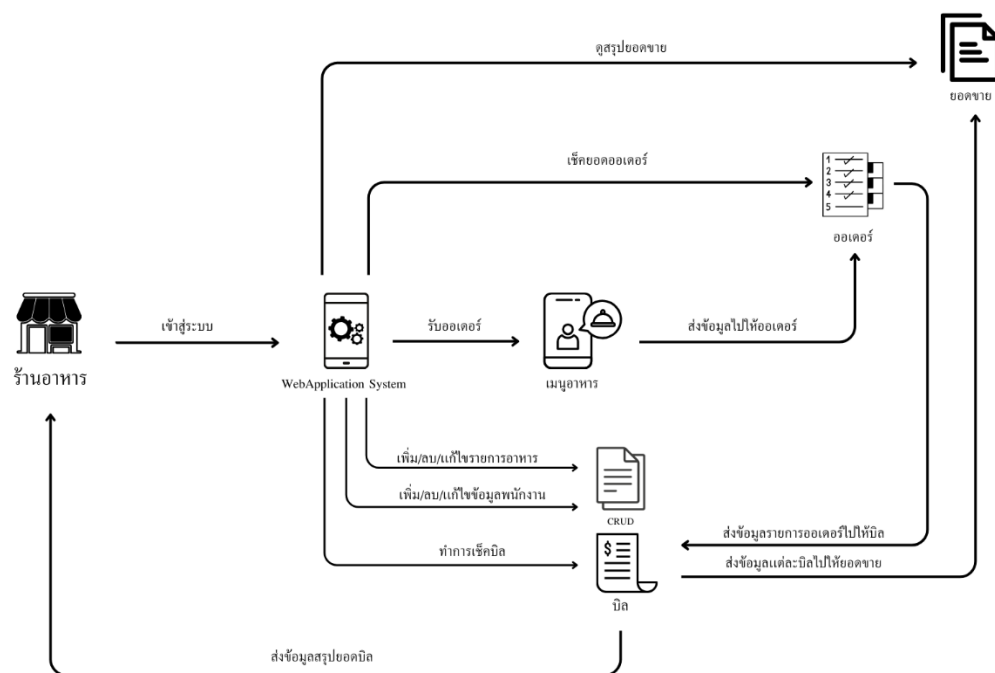 ดูสรุปยอดขาย
ยอดขาย
เช็คยอดออเดอร์
1
2
3
4
5
ออเดอร์
เข้าสู่ระบบ
รับออเดอร์
ส่งข้อมูลไปให้ออเดอร์
ร้านอาหาร
WebApplication System
เมนูอาหาร
เพิ่ม/ลบ/แก้ไขรายการอาหาร
เพิ่ม/ลบ/แก้ไขข้อมูลพนักงาน
CRUD
ส่งข้อมูลรายการออเดอร์ไปให้บิล
ทำการเช็คบิล
$
ส่งข้อมูลแต่ละบิลไปให้ยอดขาย
บิล
ส่งข้อมูลสรุปยอดบิล